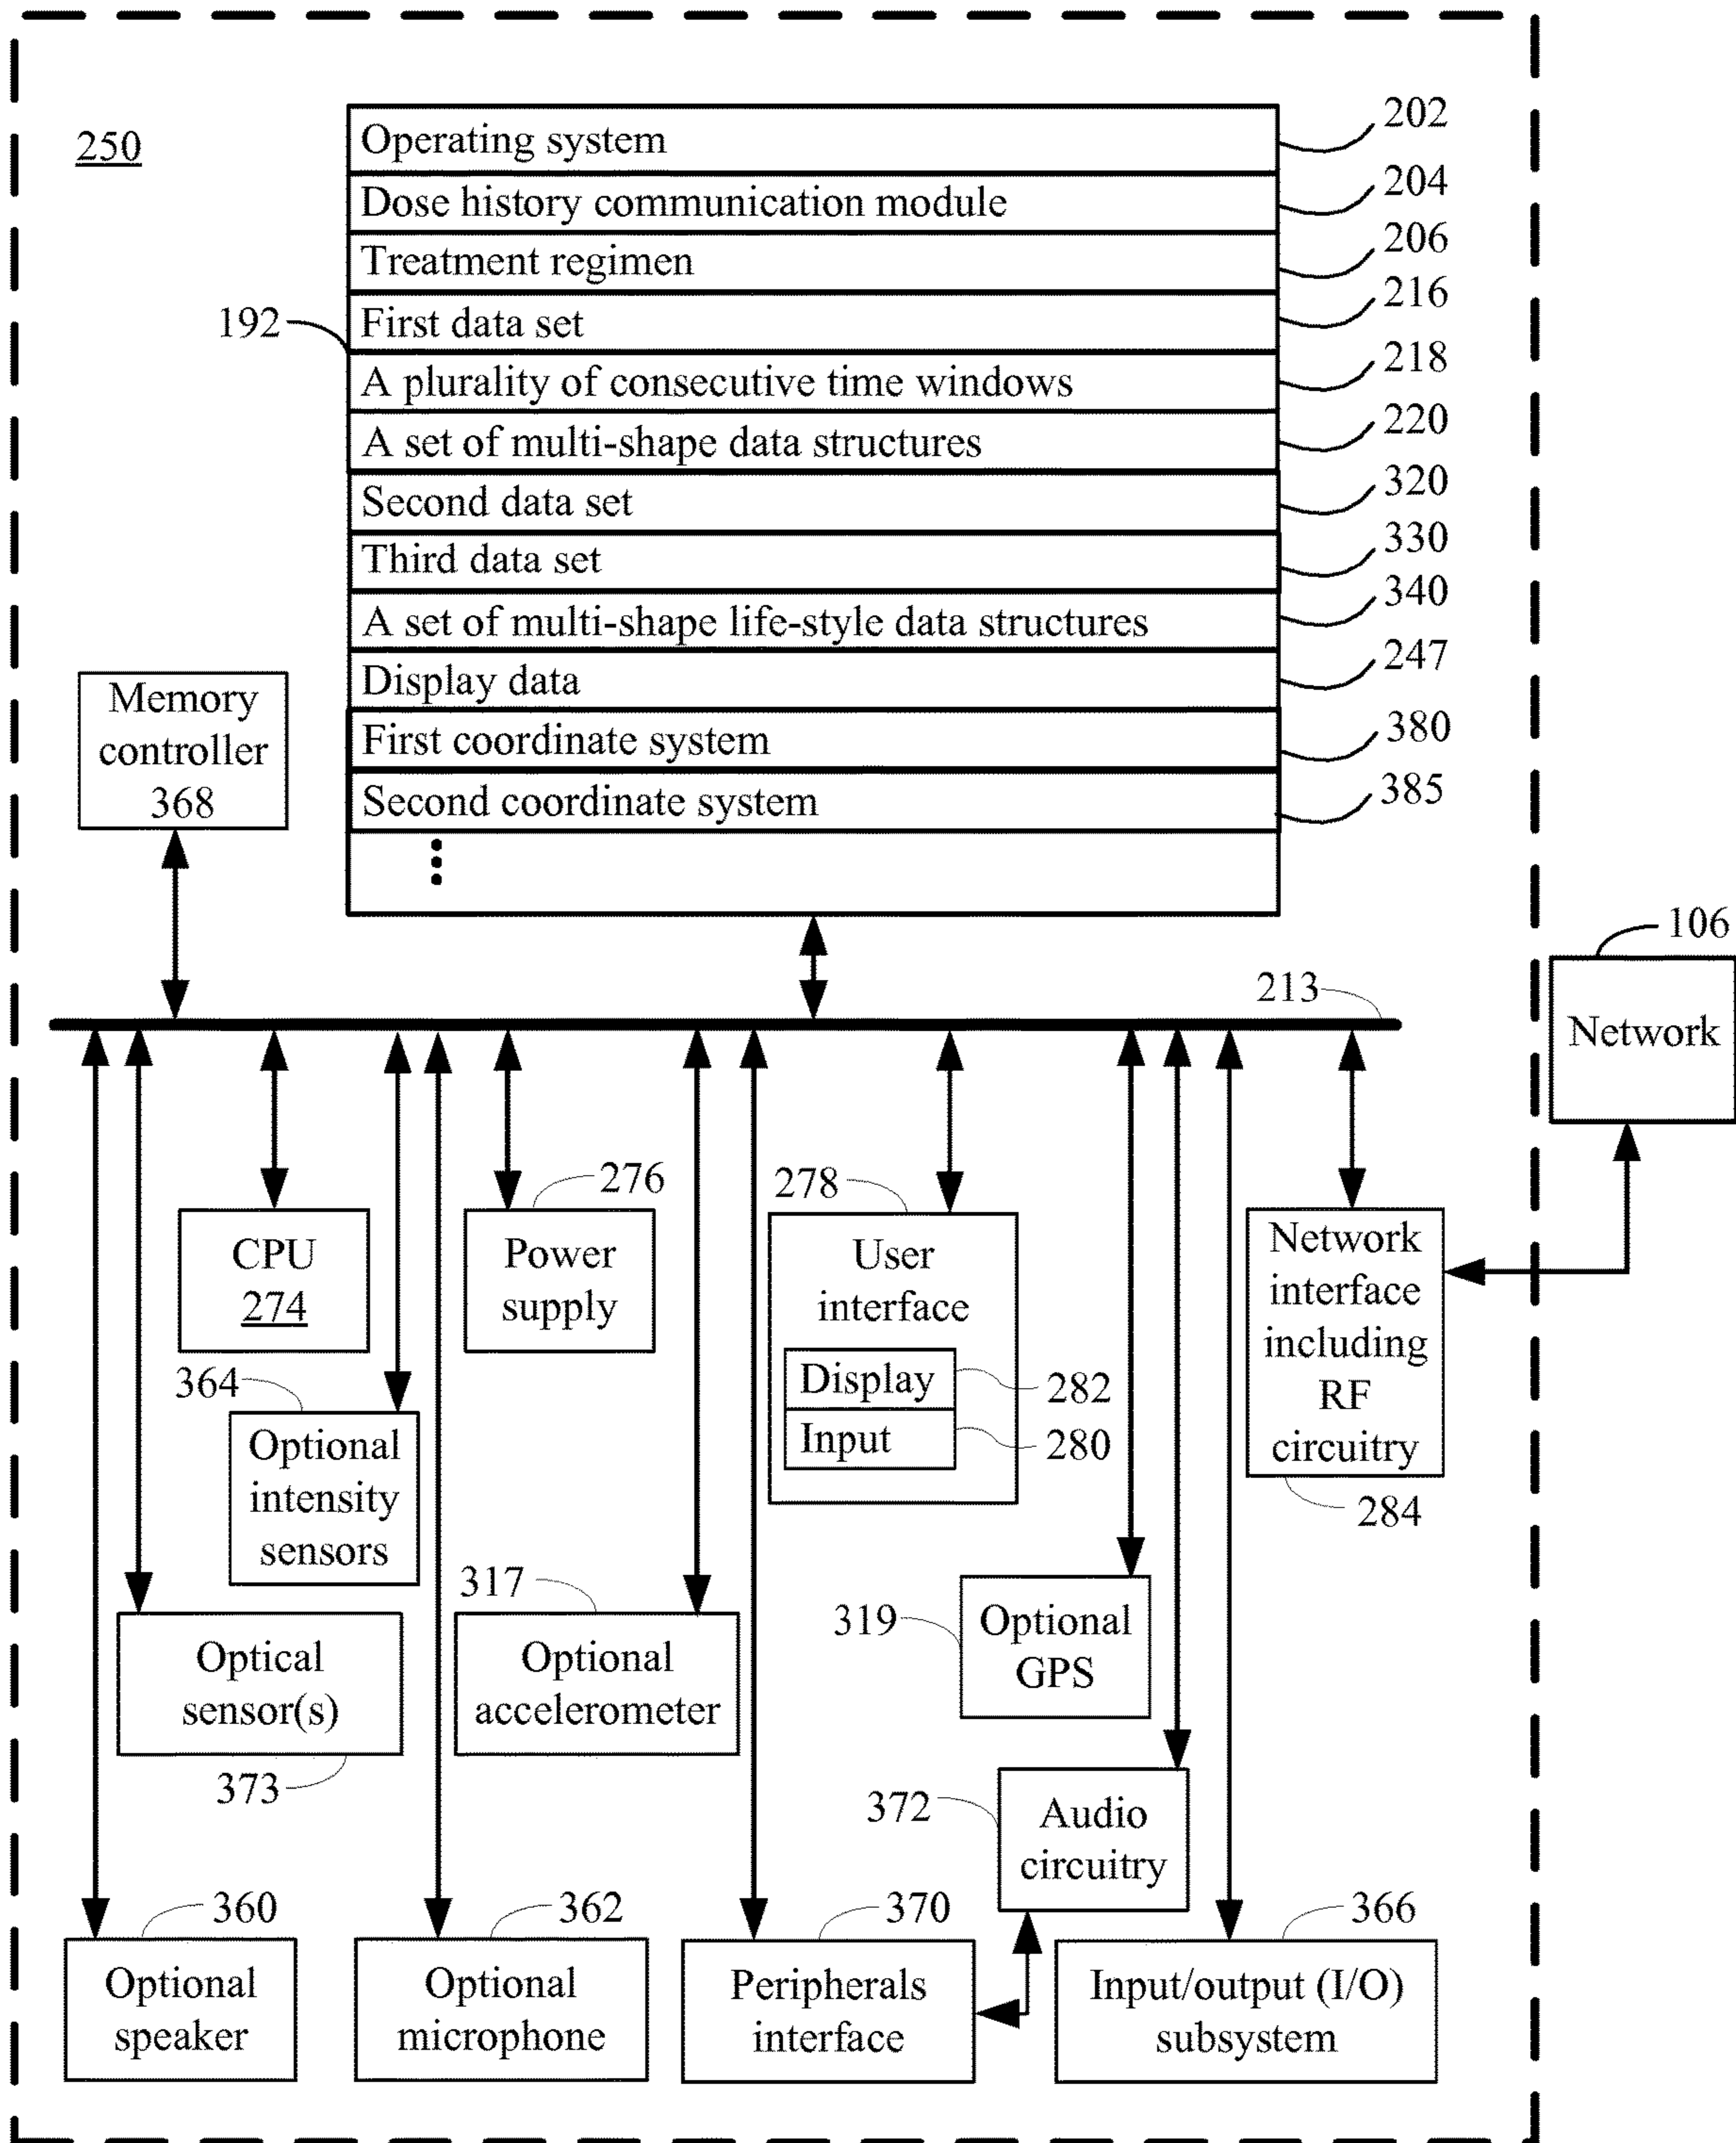 250
Operating system
202
Dose history communication module
204
Treatment regimen
206
First data set
216
192
A plurality of consecutive time windows
218
A set of multi-shape data structures
220
Second data set
320
Third data set
330
A set of multi-shape life-style data structures
340
Display data
247
First coordinate system
380
Second coordinate system
385
Memory
controller
368
106
Network
213
CPU
274
276
Power
supply
278
User
interface
Display
282
Input
280
Network
interface
including
RF
circuitry
284
364
Optional
intensity
sensors
Optical
sensor(s)
373
317
Optional
accelerometer
319
Optional
GPS
372
Audio
circuitry
360
Optional
speaker
362
Optional
microphone
370
Peripherals
interface
366
Input/output (I/O)
subsystem